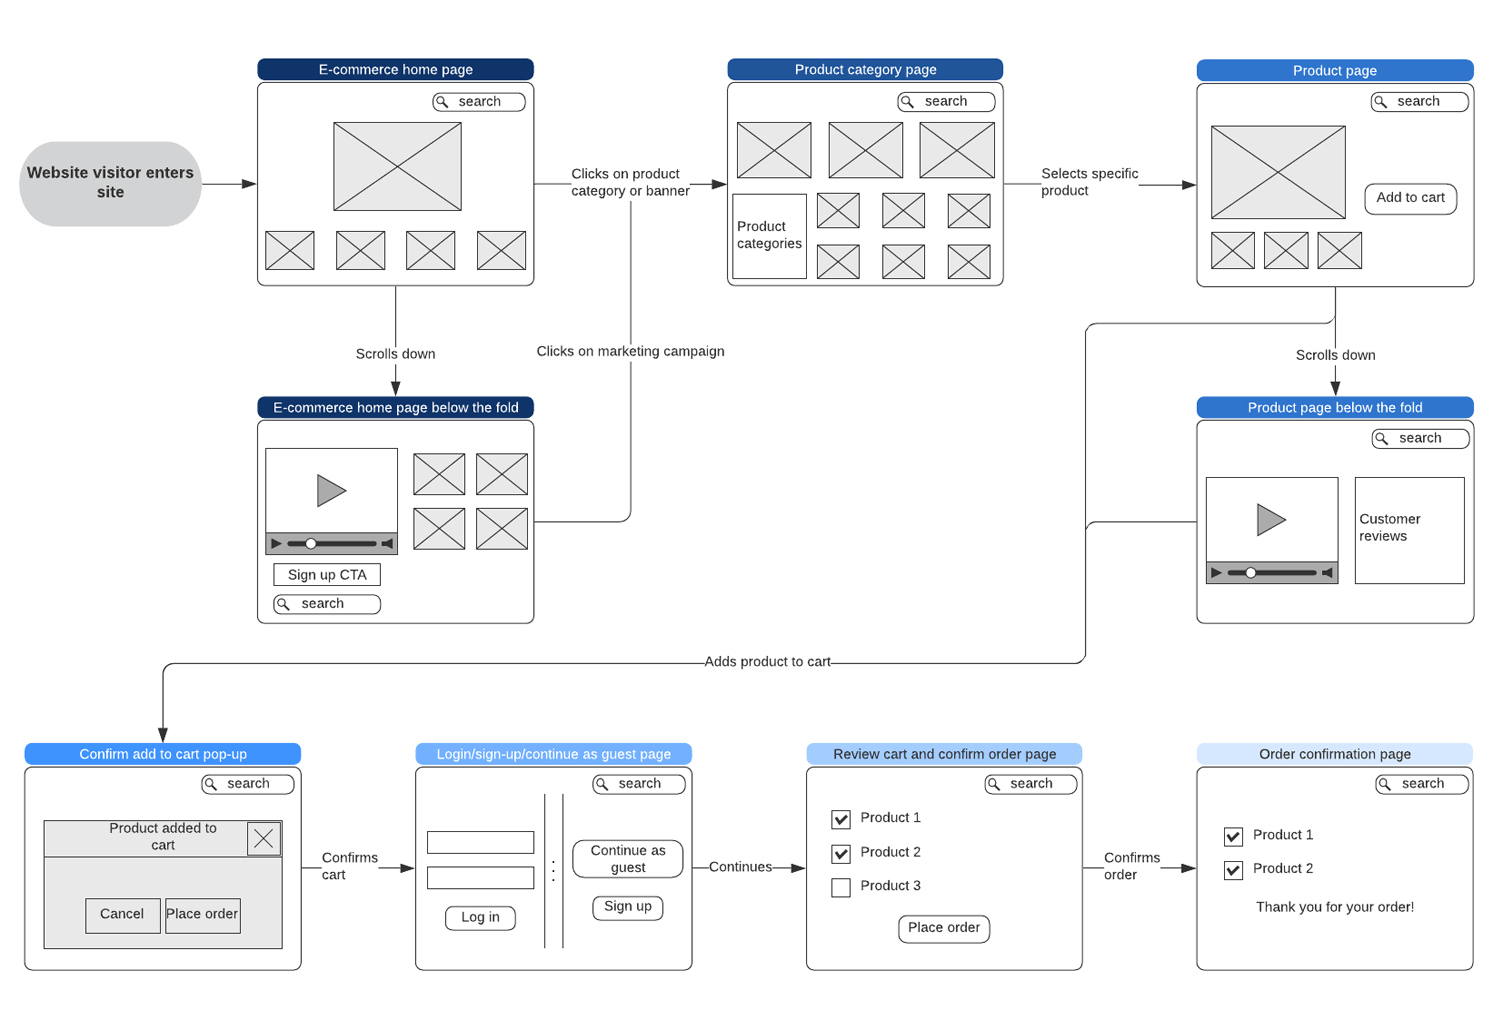 E-commerce home page
search
Product category page
search
Product page
search
Website visitor enters
site
Clicks on product
category or banner
Selects specific
product
Add to cart
Product
categories
Scrolls down
Clicks on marketing campaign
Scrolls down
E-commerce home page below the fold
Sign up CTA
search
Product page below the fold
search
Customer
reviews
Adds product to cart
Confirm add to cart pop-up
search
Product added to
cart
Cancel
Place order
Confirms
cart
Login/sign-up/continue as guest page
search
Continue as
guest
Log in
Sign up
Continues
Review cart and confirm order page
search
Product 1
Product 2
Product 3
Place order
Confirms
order
Order confirmation page
search
Product 1
Product 2
Thank you for your order!